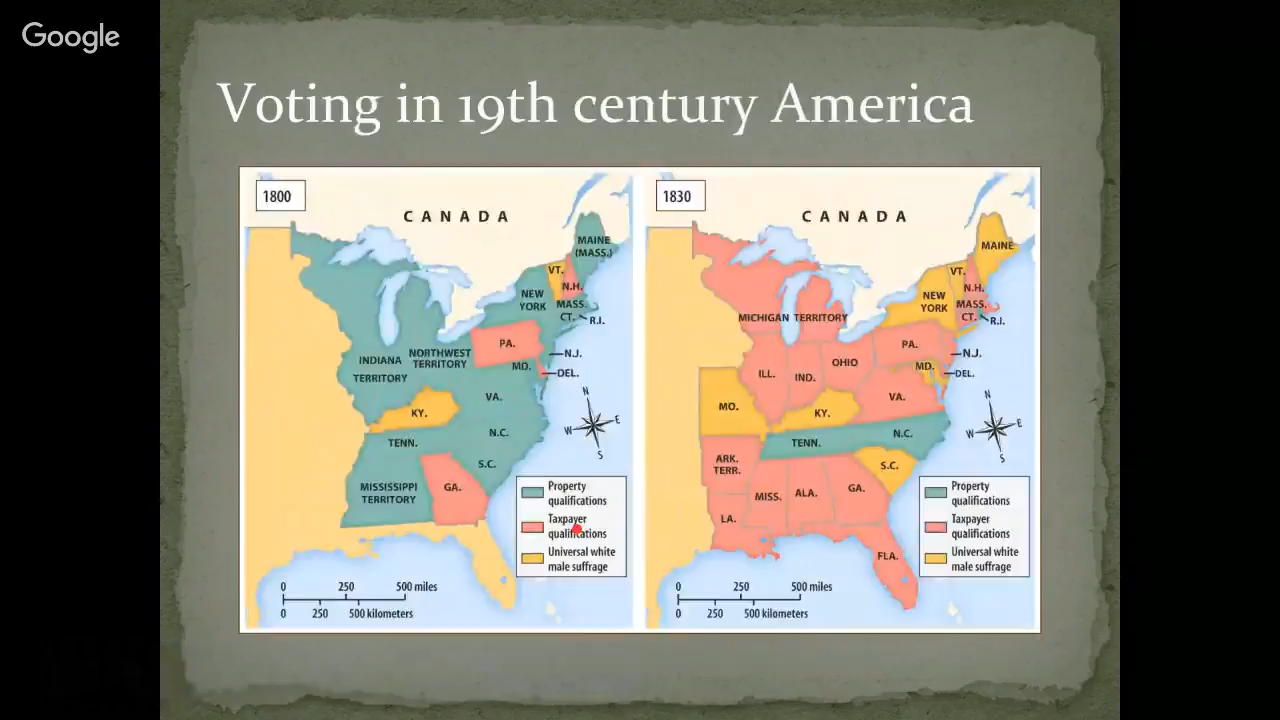 Google
Voting in 19th century America
1800
CANADA
MAINE
(MASS.)
VT.
N.H.
NEW
YORK
MASS.
CT.
R.I.
PA.
N.J.
MD.
DEL.
INDIANA
TERRITORY
NORTHWEST
TERRITORY
VA.
KY.
N.C.
TENN.
S.C.
MISSISSIPPI
TERRITORY
GA.
N
W
E
S
Property
qualifications
Taxpayer
qualifications
Universal white
male suffrage
0 250 500 miles
0 250 500 kilometers
1830
CANADA
MAINE
VT.
N.H.
NEW
YORK
MASS.
CT.
R.I.
MICHIGAN TERRITORY
PA.
N.J.
OHIO
MD.
DEL.
ILL.
IND.
VA.
MO.
KY.
N.C.
TENN.
ARK.
TERR.
S.C.
MISS.
ALA.
GA.
LA.
FLA.
N
W
E
S
Property
qualifications
Taxpayer
qualifications
Universal white
male suffrage
0 250 500 miles
0 250 500 kilometers